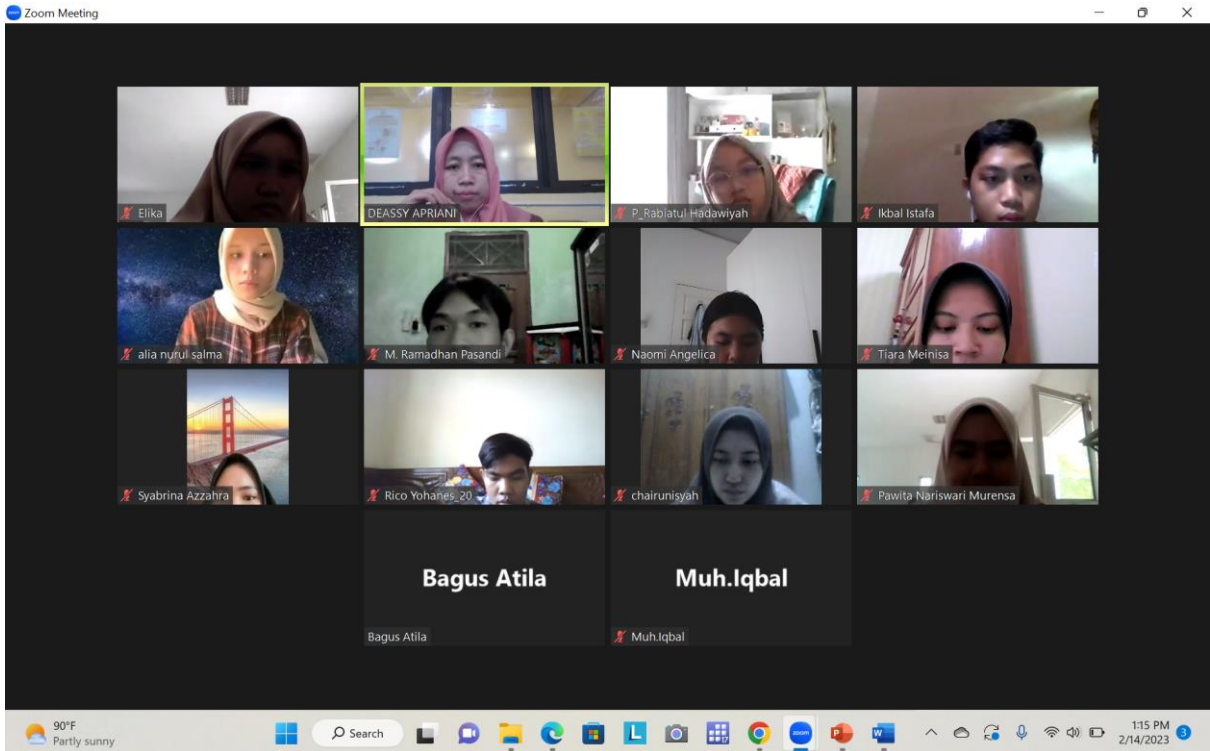 zoom Zoom Meeting
Elika
DEASSY APRIANI
P_Rabiatul Hadawiyah
Ikbal Istafa
alia nurul salma
M. Ramadhan Pasandi
Naomi Angelica
Tiara Meinisa
Syabrina Azzahra
Rico Yohanes_20
chairunisyah
Pawita Nariswari Murensa
Bagus Atila
Muh.Iqbal
Bagus Atila
Muh.Iqbal
90°F
Partly sunny
Search
L
zoom
P
W
1:15 PM
2/14/2023
3